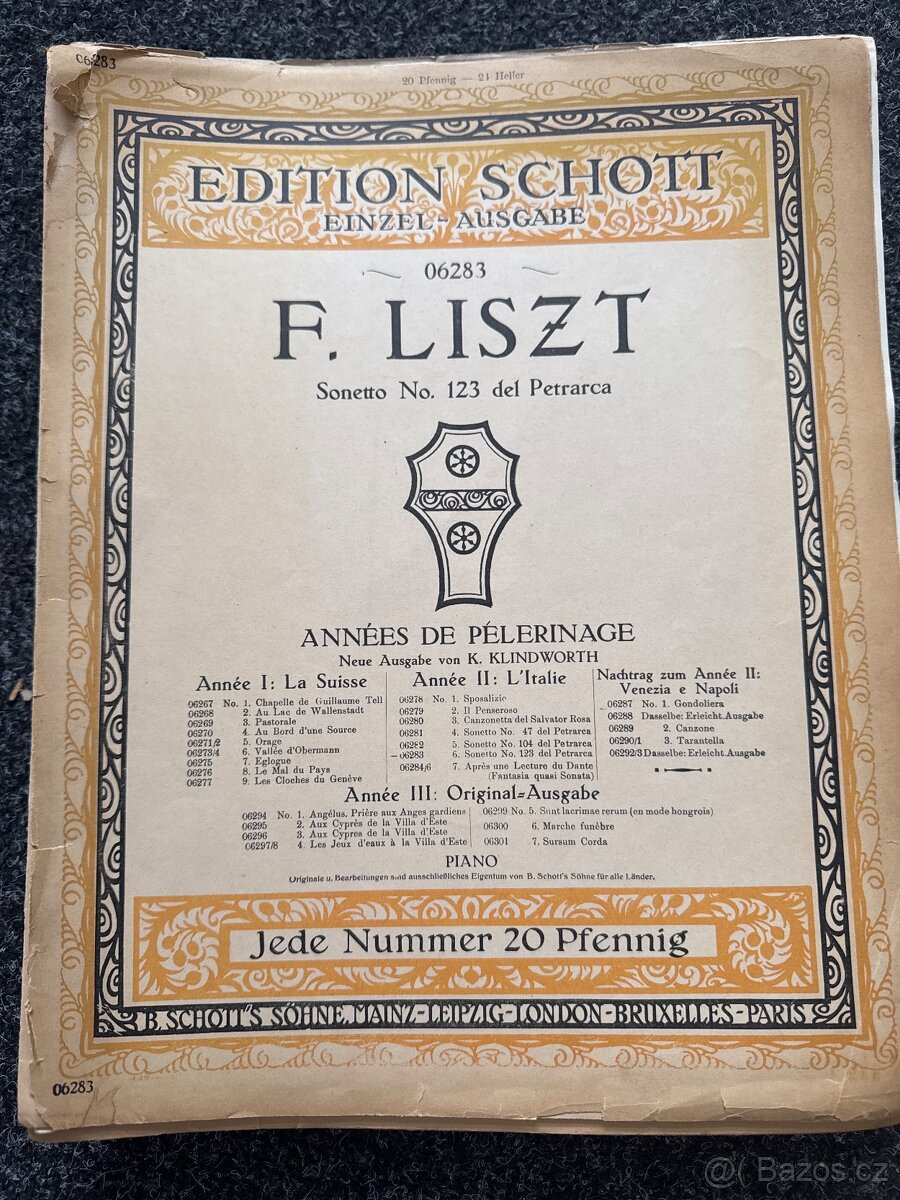 06283
20 Pfennig — 24 Heller
EDITION SCHOTT
EINZEL-AUSGABE
06283
F. LISZT
Sonetto No. 123 del Petrarca
ANNÉES DE PÉLERINAGE
Neue Ausgabe von K. KLINDWORTH
Année I: La Suisse
06267 No. 1. Chapelle de Guillaume Tell
06268 2. Au Lac de Wallenstadt
06269 3. Pastorale
06270 4. Au Bord d'une Source
06271/2 5. Orage
06273/4 6. Vallée d'Obermann
06275 7. Eglogue
06276 8. Le Mal du Pays
06277 9. Les Cloches du Genève
Année II: L'Italie
06278 No. 1. Sposalizio
06279 2. Il Penseroso
06280 3. Canzonetta del Salvator Rosa
06281 4. Sonetto No. 47 del Petrarca
06282 5. Sonetto No. 104 del Petrarca
06283 6. Sonetto No. 123 del Petrarca
06284/6 7. Après une Lecture du Dante
(Fantasia quasi Sonata)
Nachtrag zum Année II:
Venezia e Napoli
06287 No. 1. Gondoliera
06288 Dasselbe: Erleicht. Ausgabe
06289 2. Canzone
06290/1 3. Tarantella
06292/3 Dasselbe: Erleicht. Ausgabe
Année III: Original-Ausgabe
06294 No. 1. Angélus. Prière aux Anges gardiens
06295 2. Aux Cyprès de la Villa d'Este
06296 3. Aux Cypres de la Villa d'Este
06297/8 4. Les Jeux d'eaux à la Villa d'Este
06299 No. 5. Sunt lacrimae rerum (en mode hongrois)
06300 6. Marche funèbre
06301 7. Sursum Corda
PIANO
Originale u. Bearbeitungen sind ausschließliches Eigentum von B. Schott's Söhne für alle Länder.
Jede Nummer 20 Pfennig
B. SCHOTT'S SÖHNE, MAINZ-LEIPZIG-LONDON-BRUXELLES-PARIS
06283
@( Bazos.cz